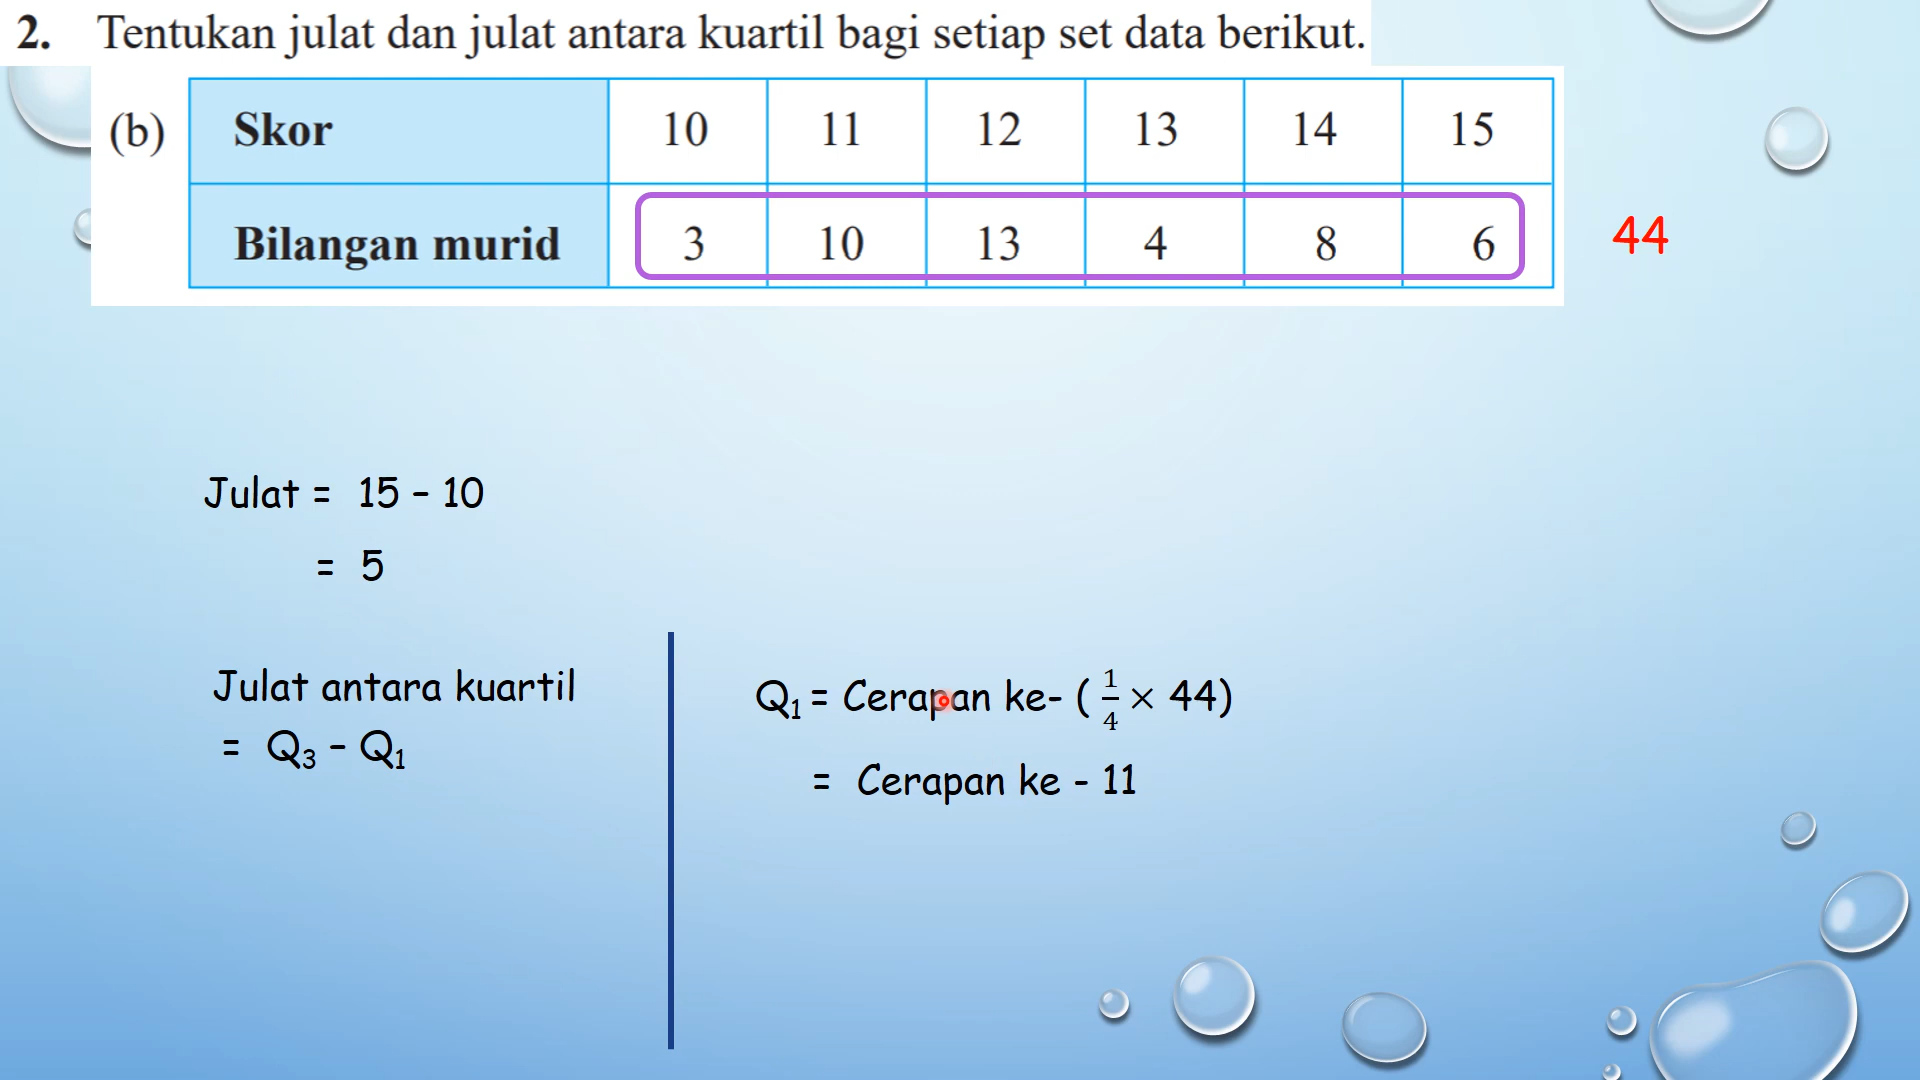 2. Tentukan julat dan julat antara kuartil bagi setiap set data berikut.
(b) Skor 10 11 12 13 14 15
Bilangan murid 3 10 13 4 8 6 44
Julat = 15 – 10
= 5
Julat antara kuartil
= Q₃ – Q₁
Q₁ = Cerapan ke- ( 1/4 × 44)
= Cerapan ke - 11